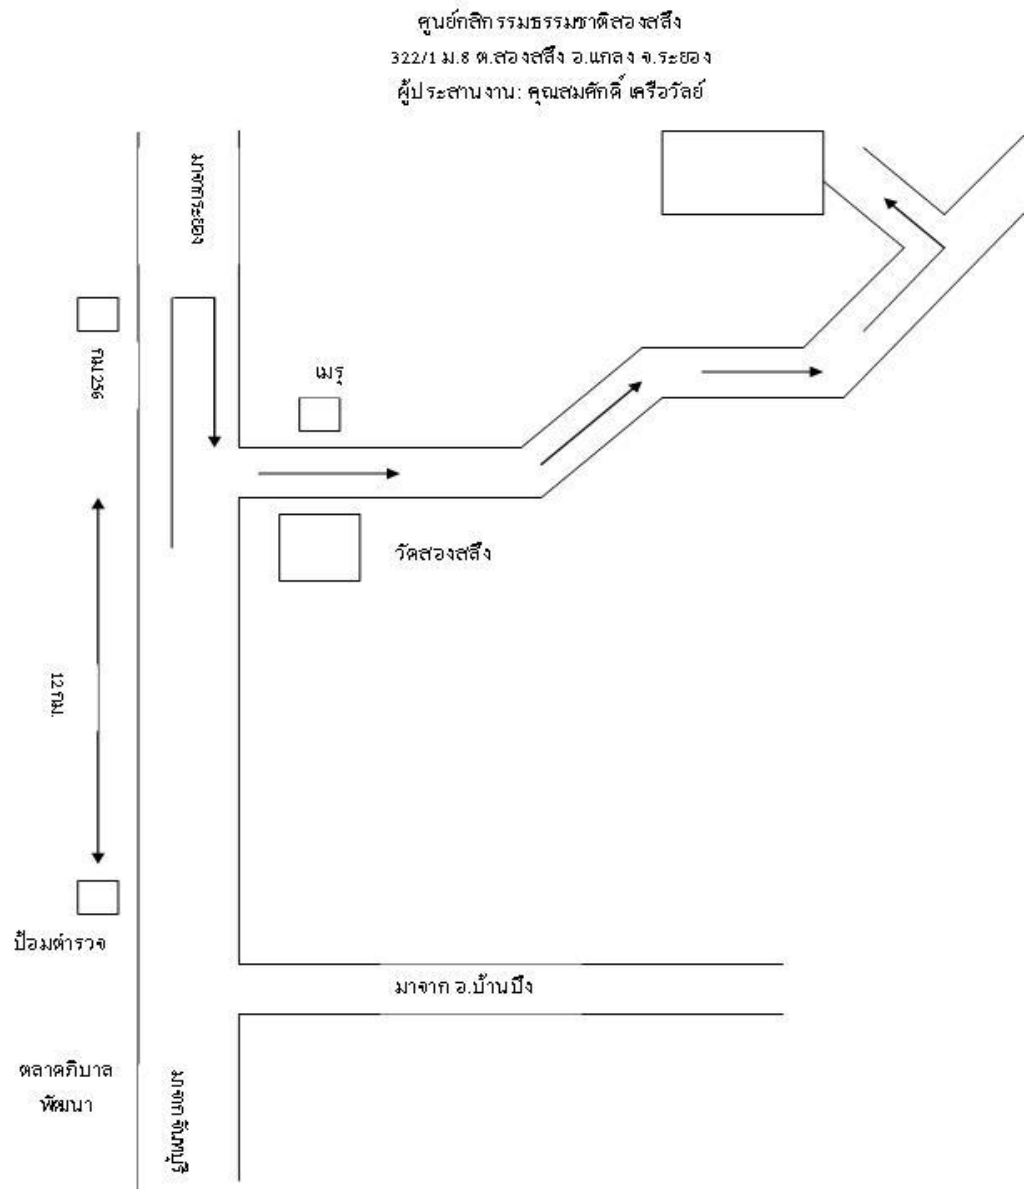 ศูนย์กสิกรรมธรรมชาติสองสลึง
322/1 ม.8 ต.สองสลึง อ.แกลง จ.ระยอง
ผู้ประสานงาน: คุณสมศักดิ์ เครือวัลย์
มาจากระยอง
กม.256
เมรุ
วัดสองสลึง
12 กม.
ป้อมตำรวจ
มาจาก อ.บ้านบึง
ตลาดภิบาล
พัฒนา
มาจาก จันทบุรี